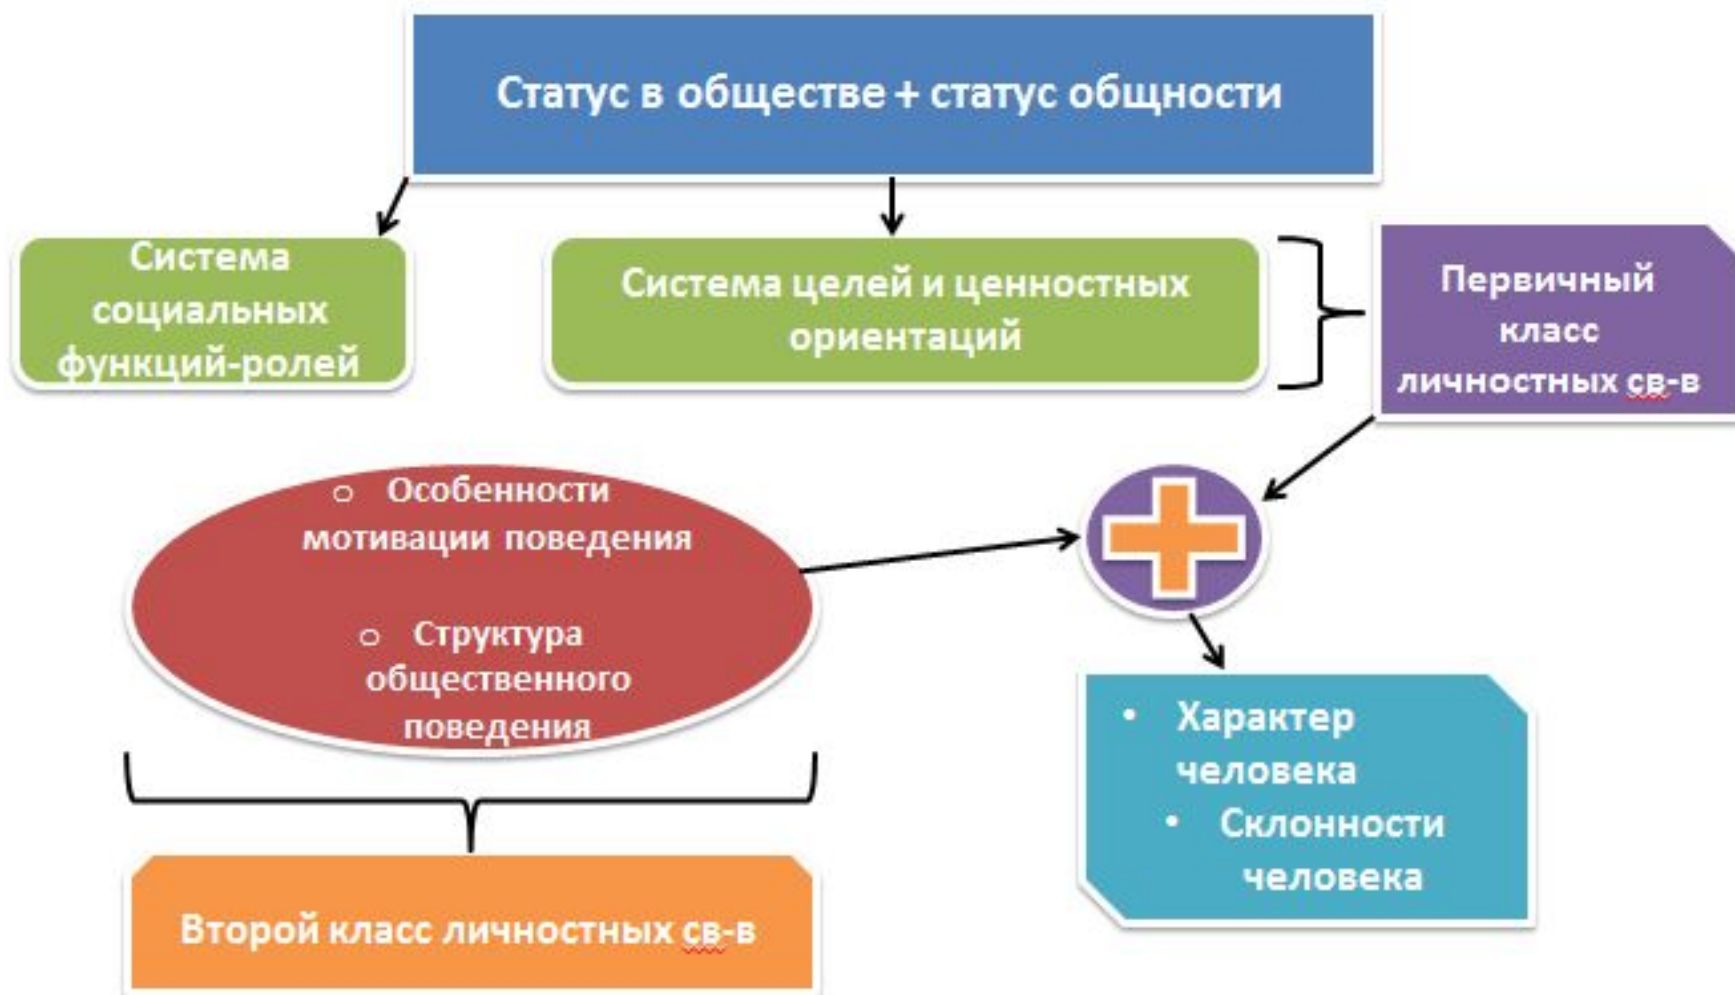 Статус в обществе + статус общности
Система
социальных
функций-ролей
Система целей и ценностных
ориентаций
Первичный
класс
личностных св-в
o Особенности
мотивации поведения
o Структура
общественного
поведения
• Характер
человека
• Склонности
человека
Второй класс личностных св-в